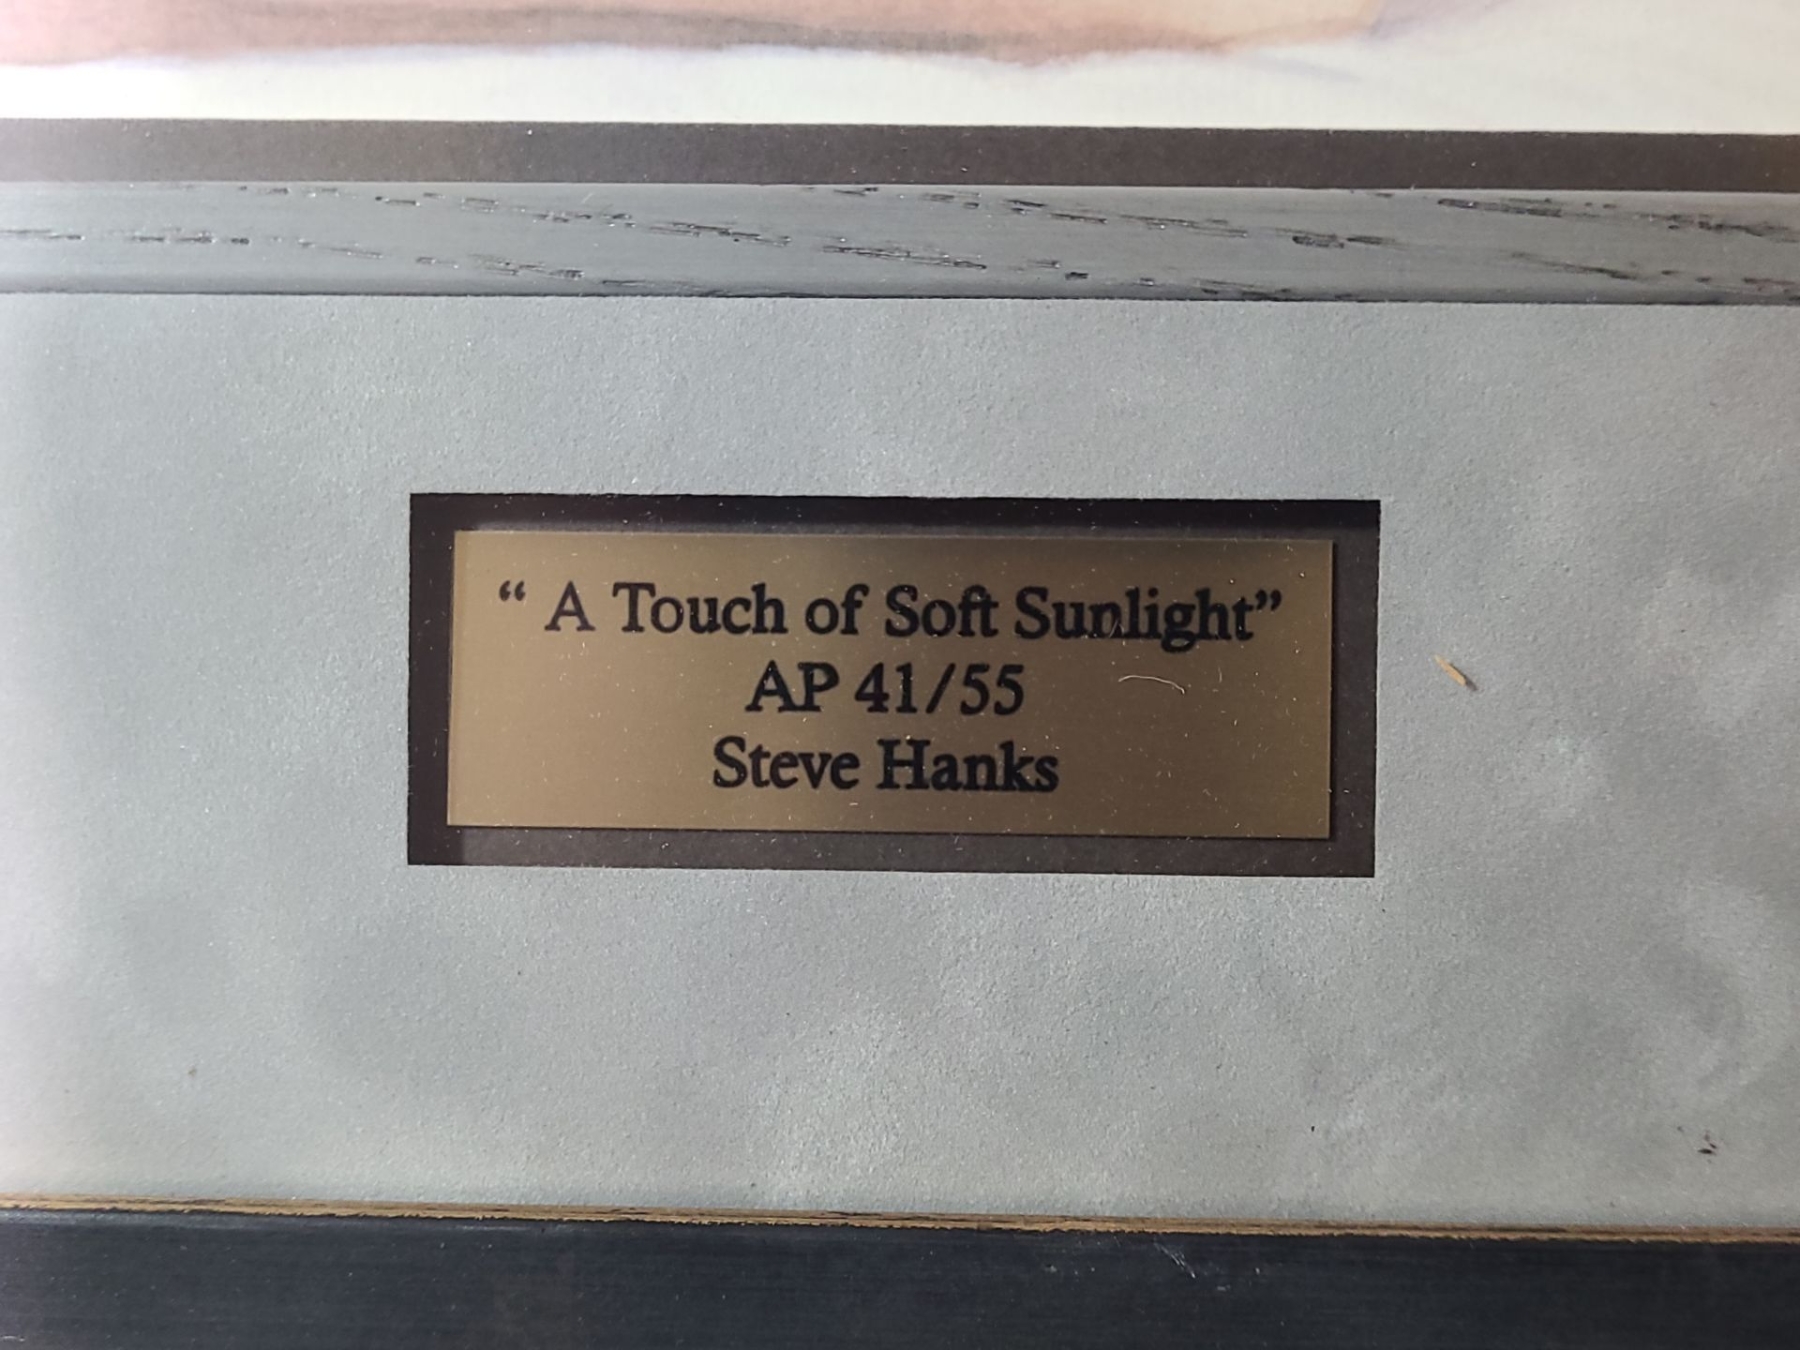 “ A Touch of Soft Sunlight”
AP 41/55
Steve Hanks